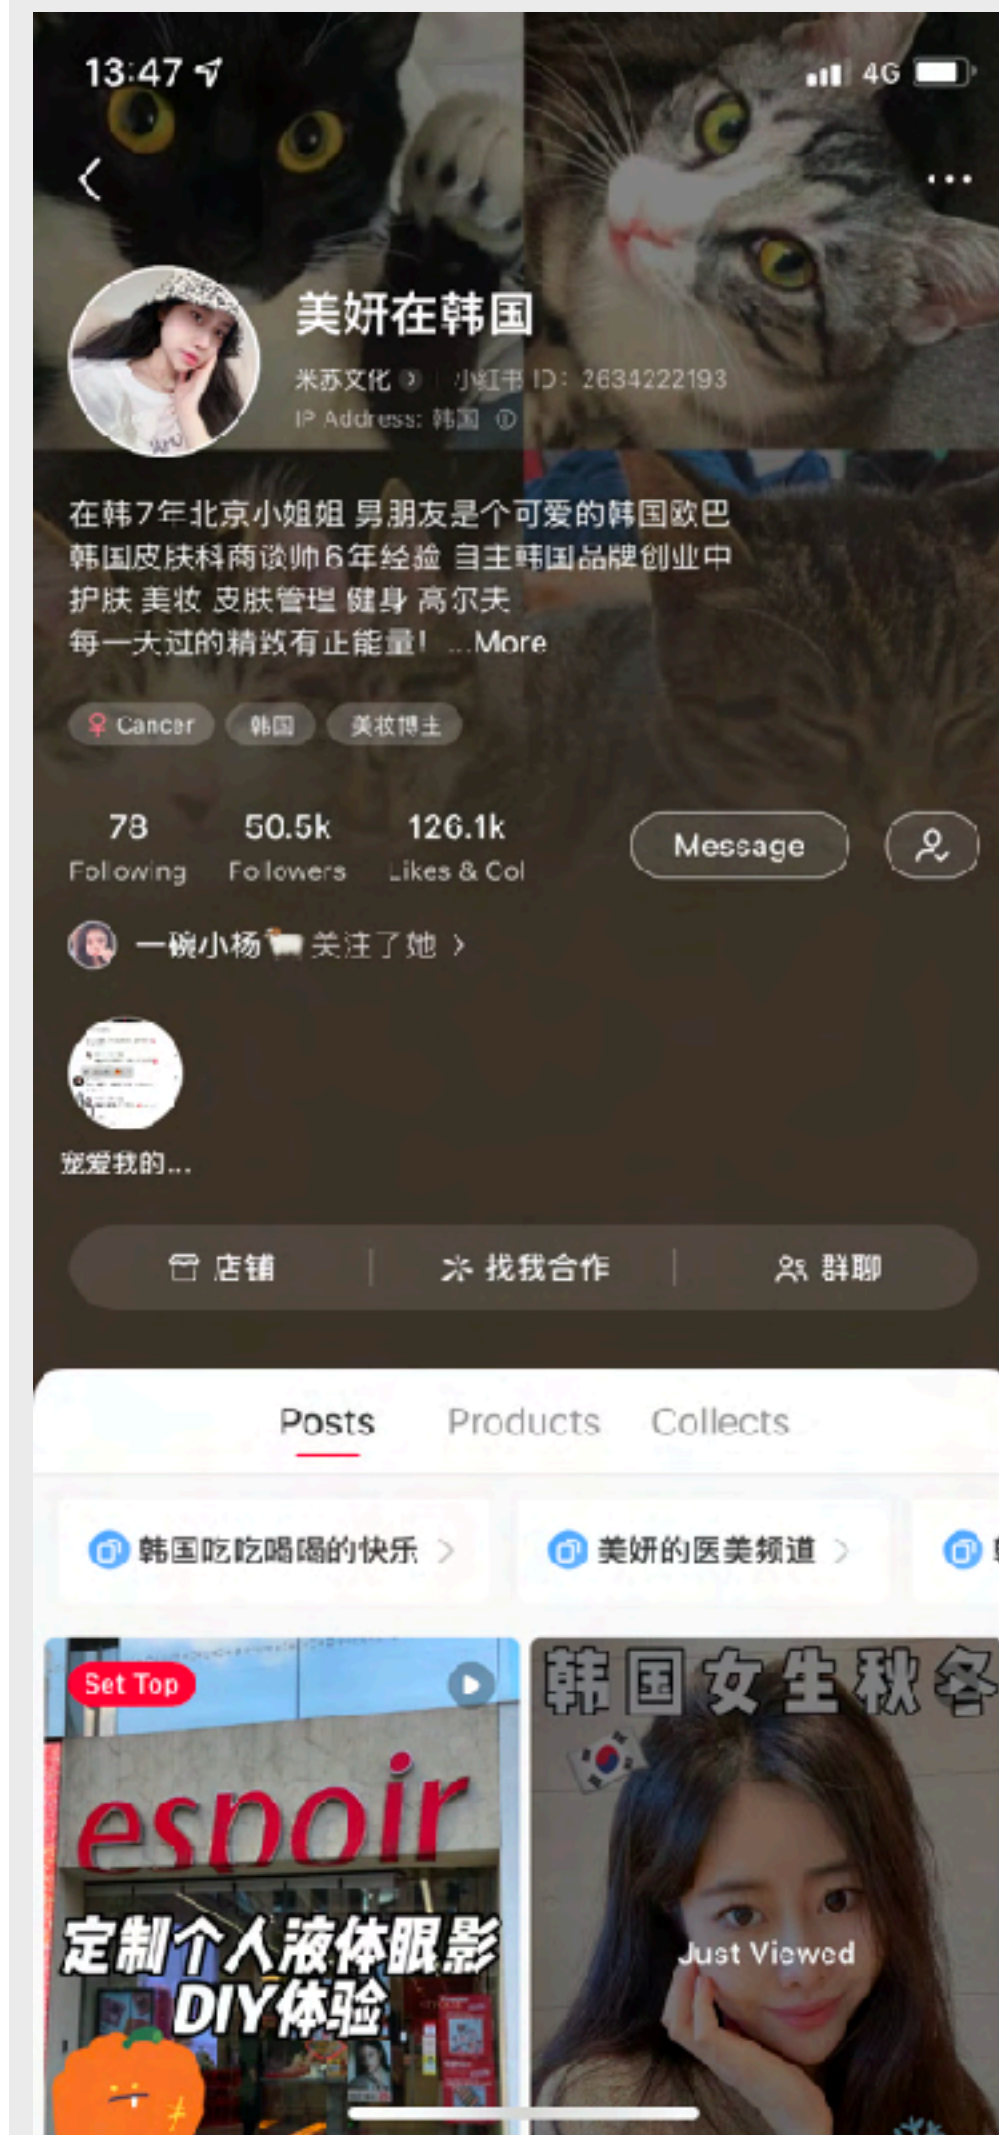 13:47
4G
美妍在韩国
米苏文化 小红书 ID: 2634222193
IP Address: 韩国
在韩7年北京小姐姐 男朋友是个可爱的韩国欧巴
韩国皮肤科商谈师6年经验 自主韩国品牌创业中
护肤 美妆 皮肤管理 健身 高尔夫
每一天过的精致有正能量! ...More
Cancer 韩国 美妆博主
78 50.5k 126.1k
Message
Following Followers Likes & Col
一碗小杨 关注了她
宠爱我的...
店铺 找我合作 群聊
Posts Products Collects
韩国吃吃喝喝的快乐 美妍的医美频道
Set Top
韩国女生秋冬
espoir
定制个人液体眼影
DIY体验
Just Viewed